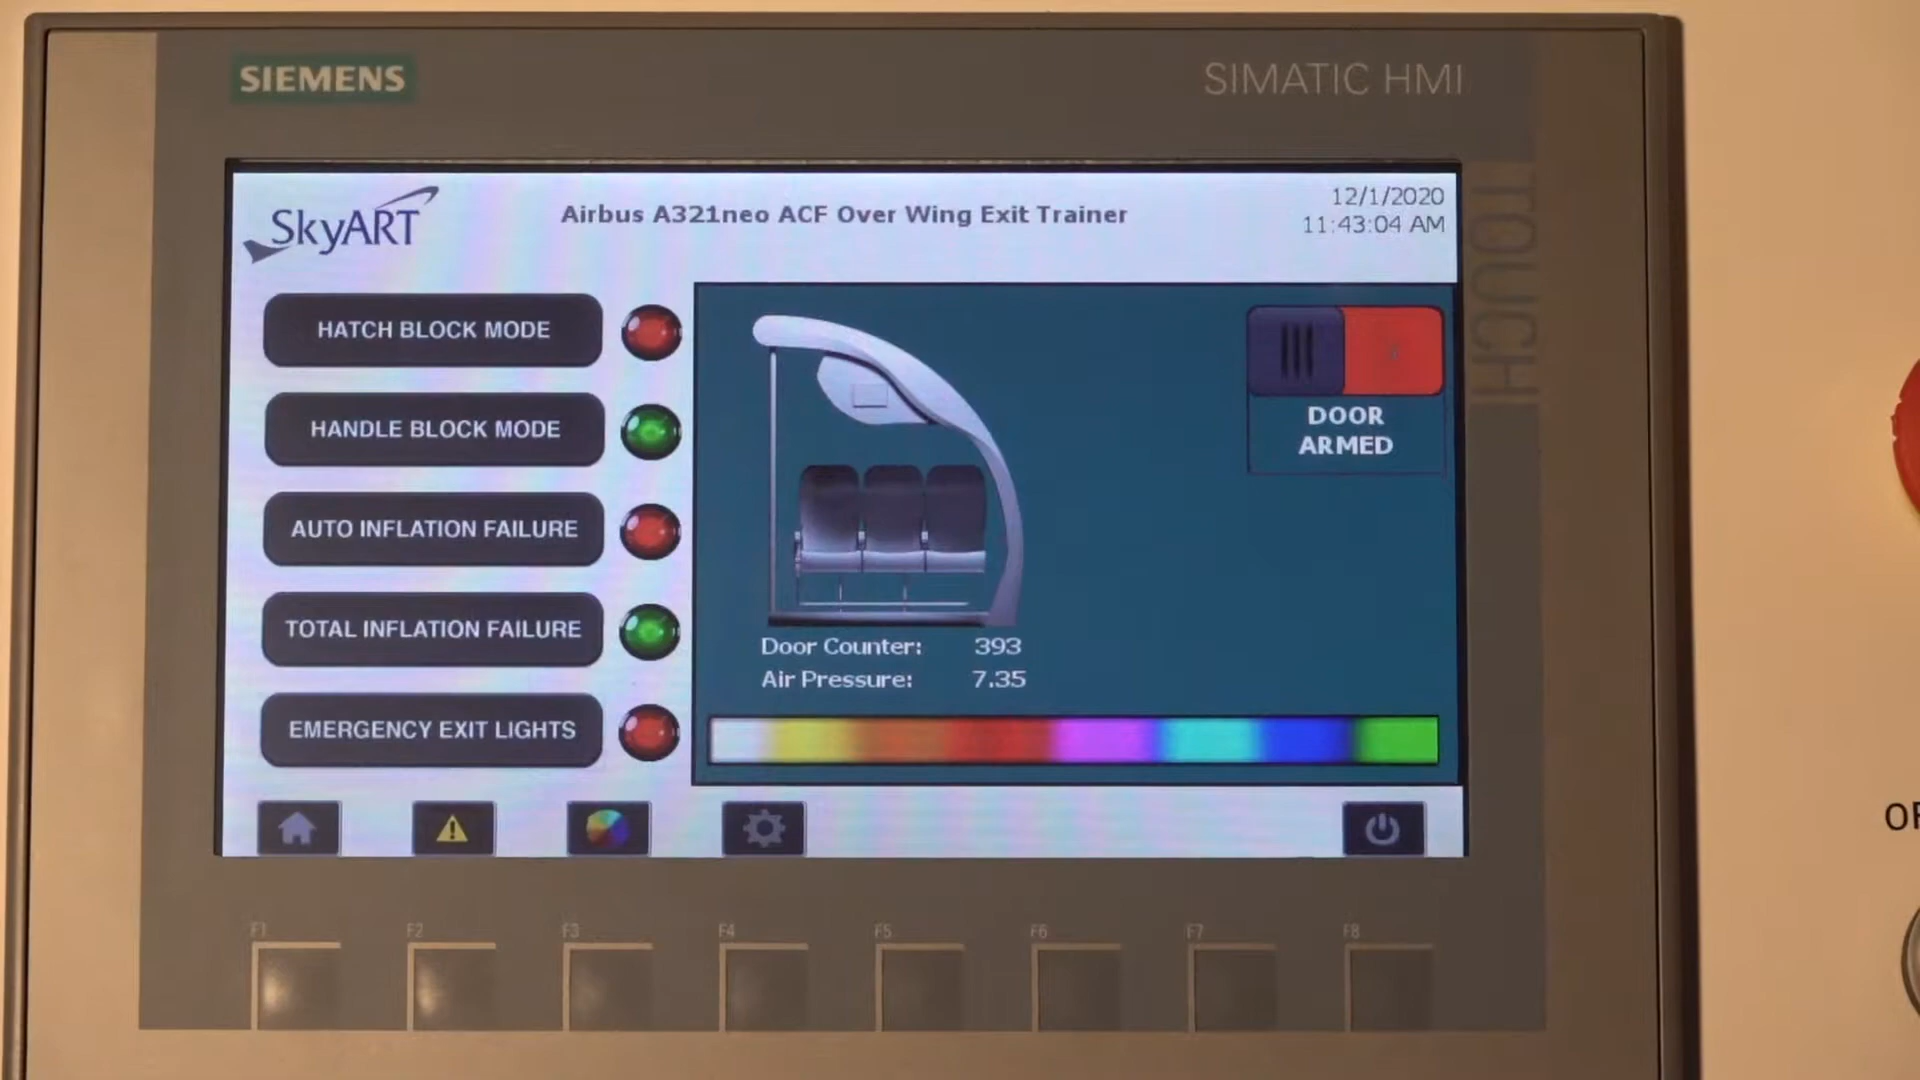 SIEMENS
SIMATIC HMI
TOUCH
SkyART
Airbus A321neo ACF Over Wing Exit Trainer
12/1/2020
11:43:04 AM
HATCH BLOCK MODE
HANDLE BLOCK MODE
AUTO INFLATION FAILURE
TOTAL INFLATION FAILURE
EMERGENCY EXIT LIGHTS
DOOR
ARMED
Door Counter: 393
Air Pressure: 7.35
F1 F2 F3 F4 F5 F6 F7 F8